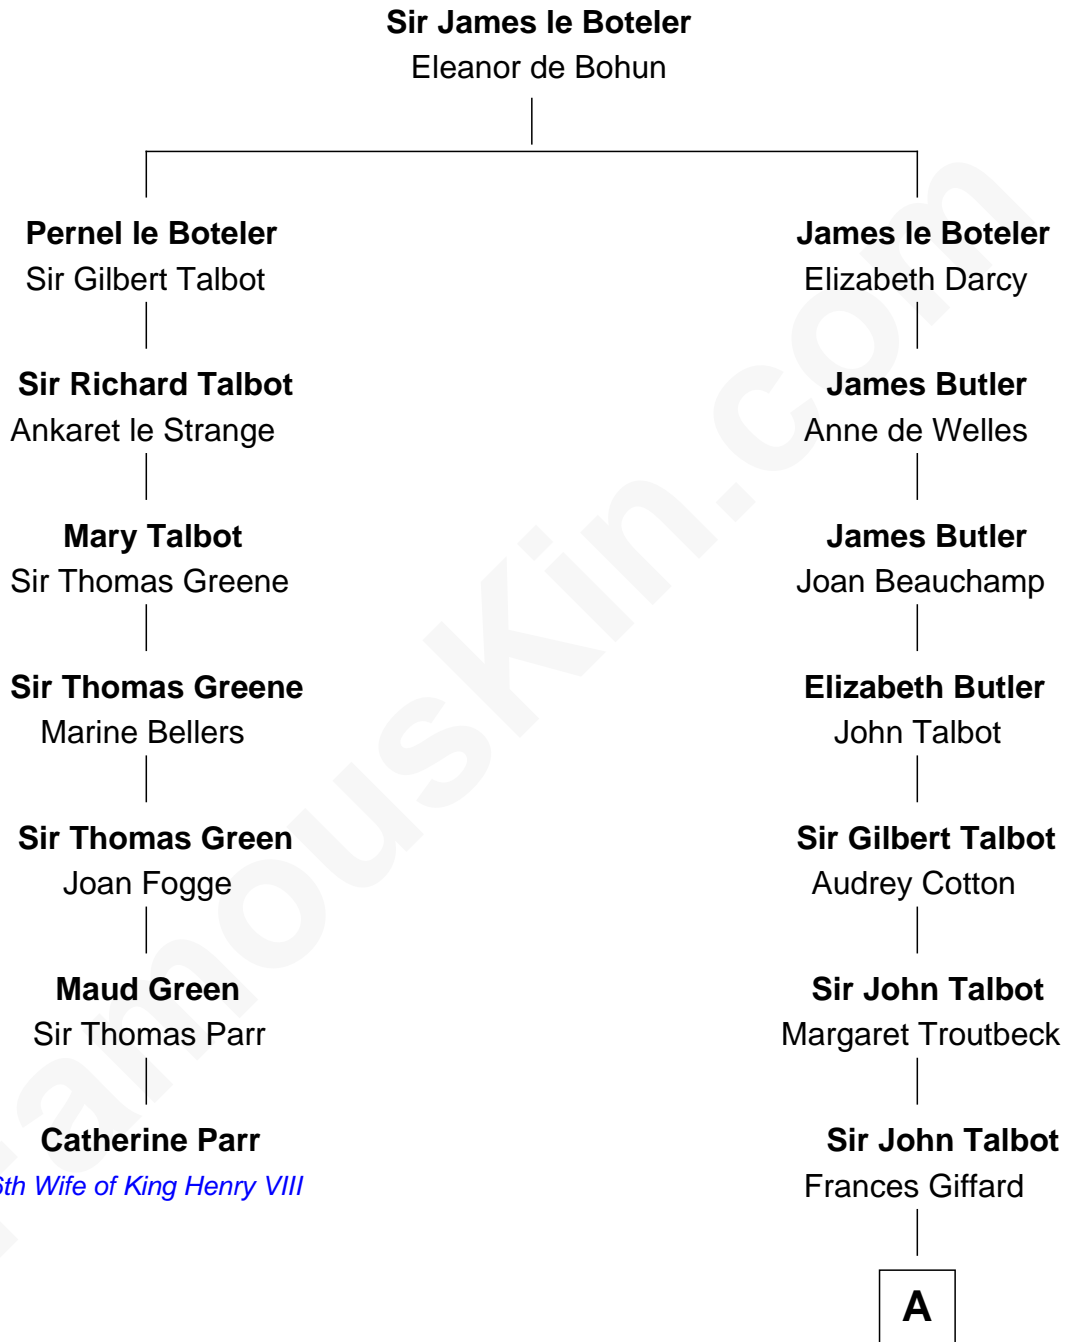 Sir James le Boteler
Eleanor de Bohun
Pernel le Boteler
Sir Gilbert Talbot
James le Boteler
Elizabeth Darcy
Sir Richard Talbot
Ankaret le Strange
James Butler
Anne de Welles
Mary Talbot
Sir Thomas Greene
James Butler
Joan Beauchamp
Sir Thomas Greene
Marine Bellers
Elizabeth Butler
John Talbot
Sir Thomas Green
Joan Fogge
Sir Gilbert Talbot
Audrey Cotton
Maud Green
Sir Thomas Parr
Sir John Talbot
Margaret Troutbeck
Catherine Parr
6th Wife of King Henry VIII
Sir John Talbot
Frances Giffard
A
FamousKin.com